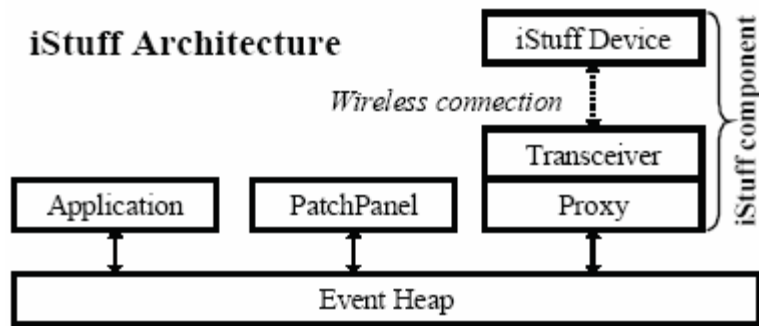 iStuff Architecture
iStuff Device
Wireless connection
Transceiver
Application
PatchPanel
Proxy
iStuff component
Event Heap